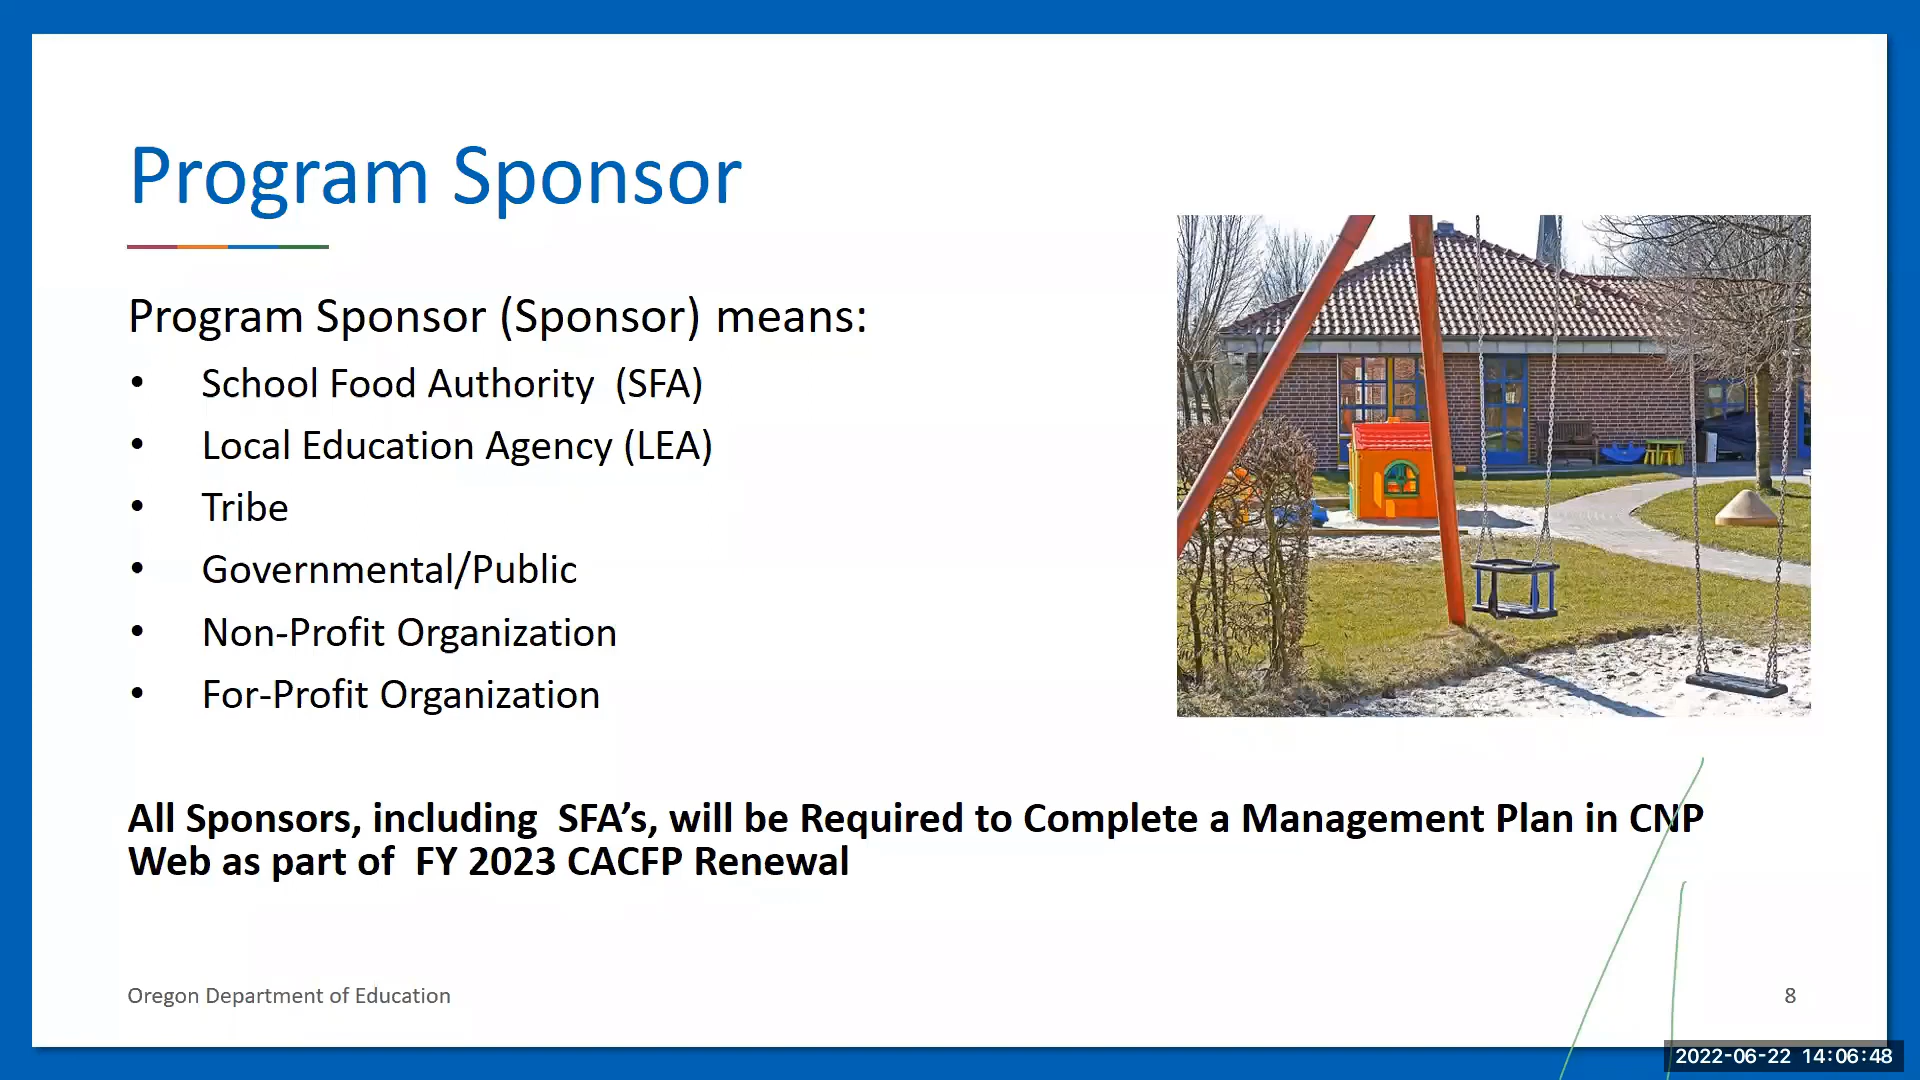 Program Sponsor
Program Sponsor (Sponsor) means:
• School Food Authority  (SFA)
• Local Education Agency (LEA)
• Tribe
• Governmental/Public
• Non-Profit Organization
• For-Profit Organization
All Sponsors, including  SFA’s, will be Required to Complete a Management Plan in CNP
Web as part of  FY 2023 CACFP Renewal
Oregon Department of Education
8
2022-06-22 14:06:48